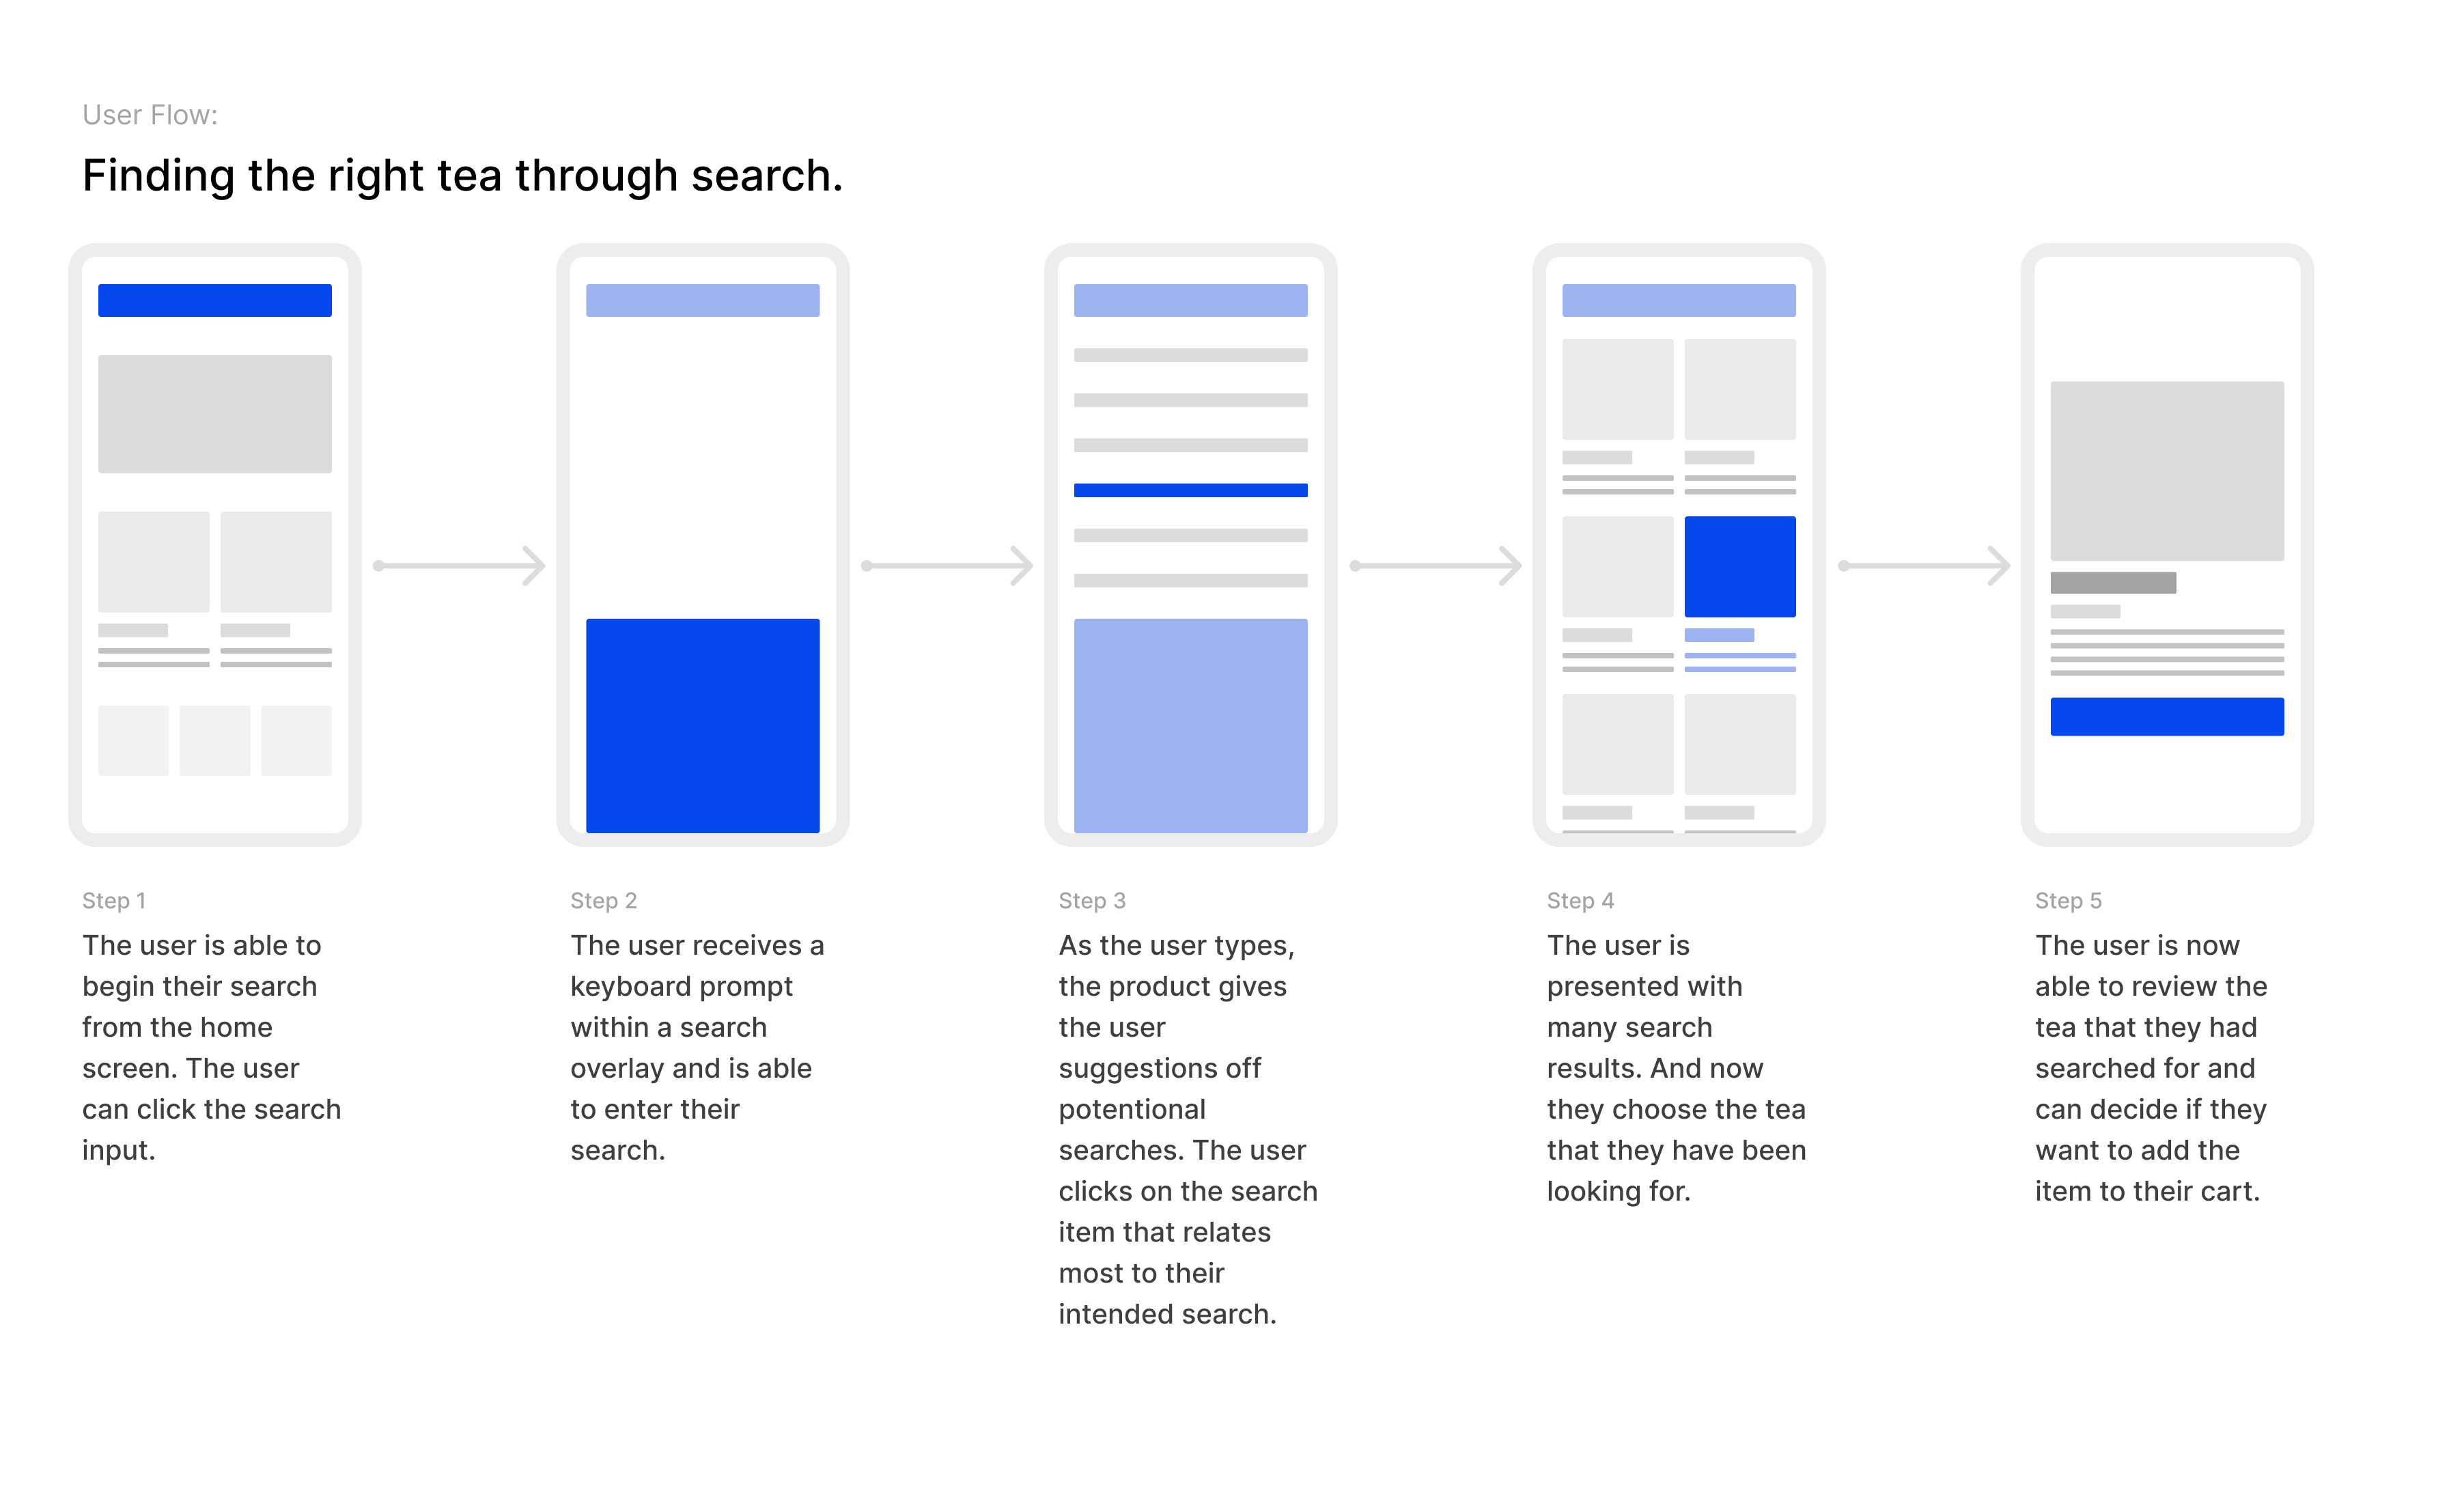 User Flow:
Finding the right tea through search.
Step 1
The user is able to
begin their search
from the home
screen. The user
can click the search
input.
Step 2
The user receives a
keyboard prompt
within a search
overlay and is able
to enter their
search.
Step 3
As the user types,
the product gives
the user
suggestions off
potential
searches. The user
clicks on the search
item that relates
most to their
intended search.
Step 4
The user is
presented with
many search
results. And now
they choose the tea
that they have been
looking for.
Step 5
The user is now
able to review the
tea that they had
searched for and
can decide if they
want to add the
item to their cart.